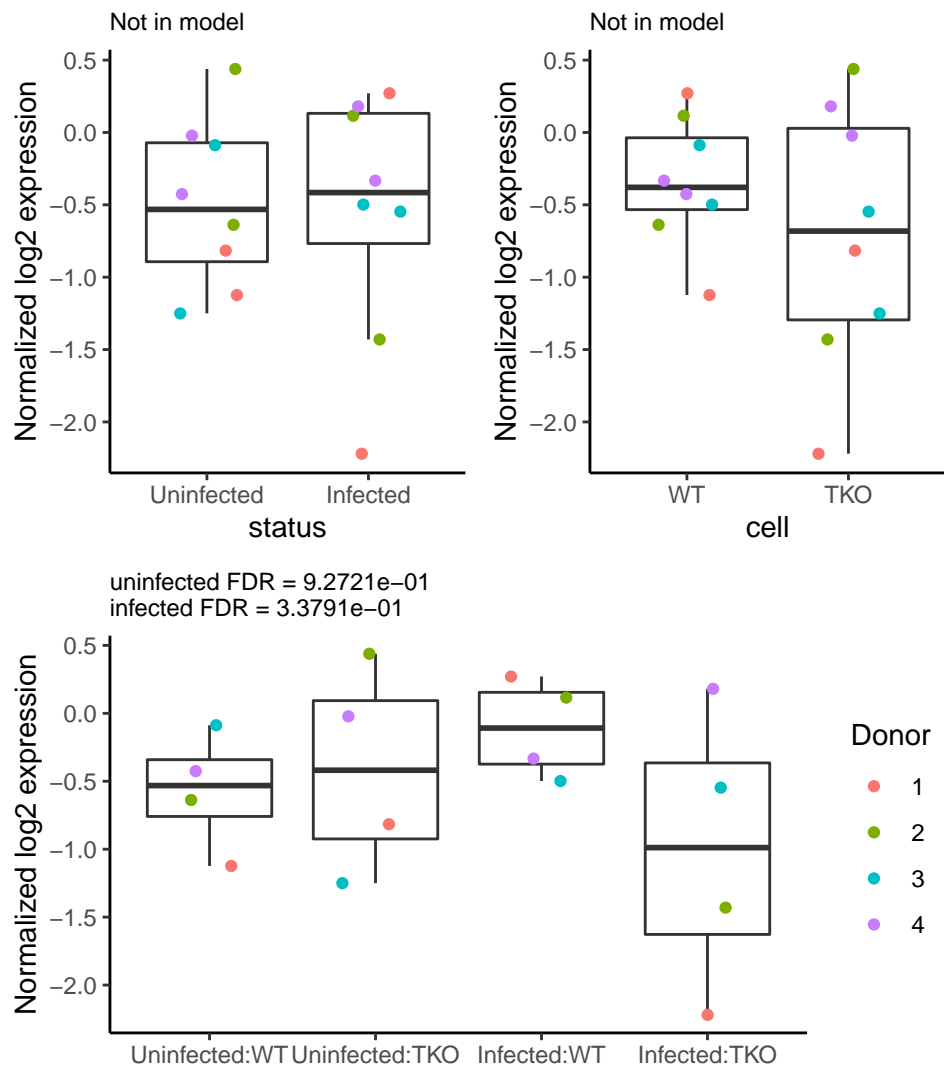 Not in model
Normalized log2 expression
0.5
0.0
−0.5
−1.0
−1.5
−2.0
Uninfected Infected
status
Not in model
Normalized log2 expression
0.5
0.0
−0.5
−1.0
−1.5
−2.0
WT TKO
cell
uninfected FDR = 9.2721e−01
infected FDR = 3.3791e−01
Normalized log2 expression
0.5
0.0
−0.5
−1.0
−1.5
−2.0
Uninfected:WT Uninfected:TKO Infected:WT Infected:TKO
Donor
1
2
3
4